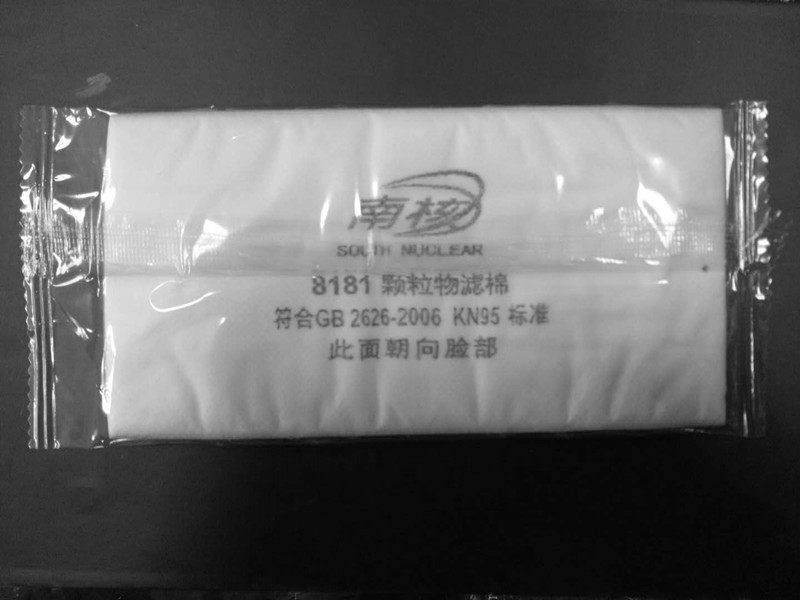 南核
SOUTH NUCLEAR
8181 颗粒物滤棉
符合GB 2626-2006 KN95 标准
此面朝向脸部